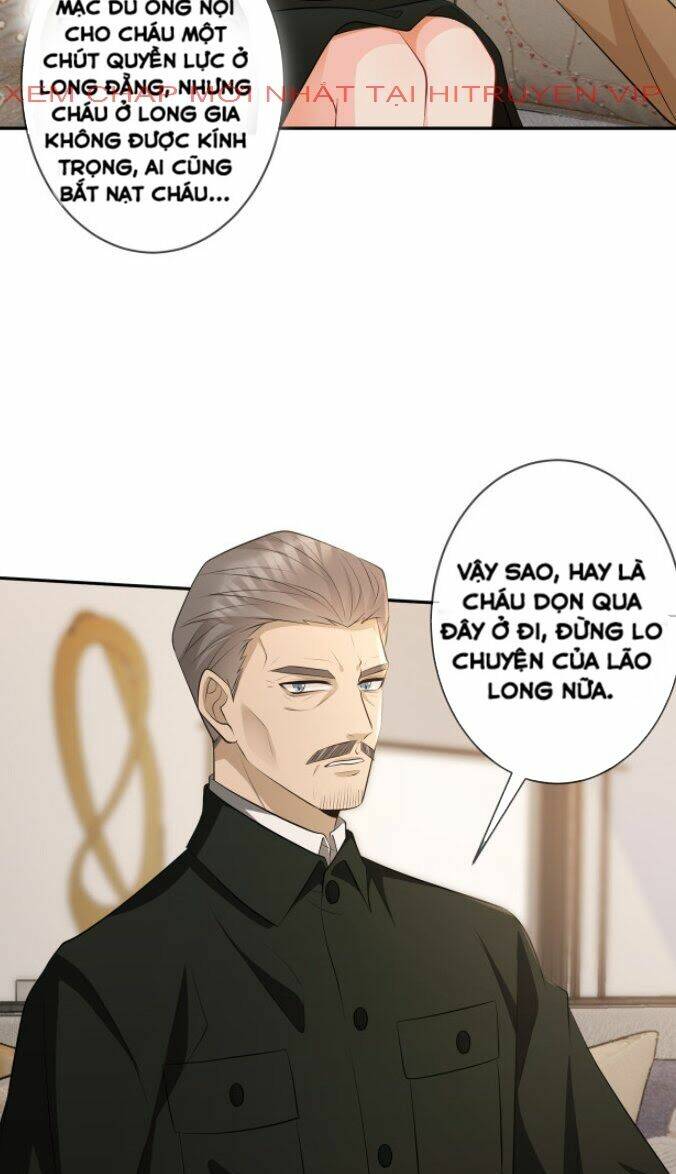 MẶC DÙ ÔNG NỘI
CHO CHÁU MỘT
CHÚT QUYỀN LỰC Ở
LONG ĐẢNG, NHƯNG
XEM CHAP MỚI NHẤT TẠI HITRUYEN.VIP
CHÁU Ở LONG GIA
KHÔNG ĐƯỢC KÍNH
TRỌNG, AI CŨNG
BẮT NẠT CHÁU...
VẬY SAO, HAY LÀ
CHÁU DỌN QUA
ĐÂY Ở ĐI, ĐỪNG LO
CHUYỆN CỦA LÃO
LONG NỮA.